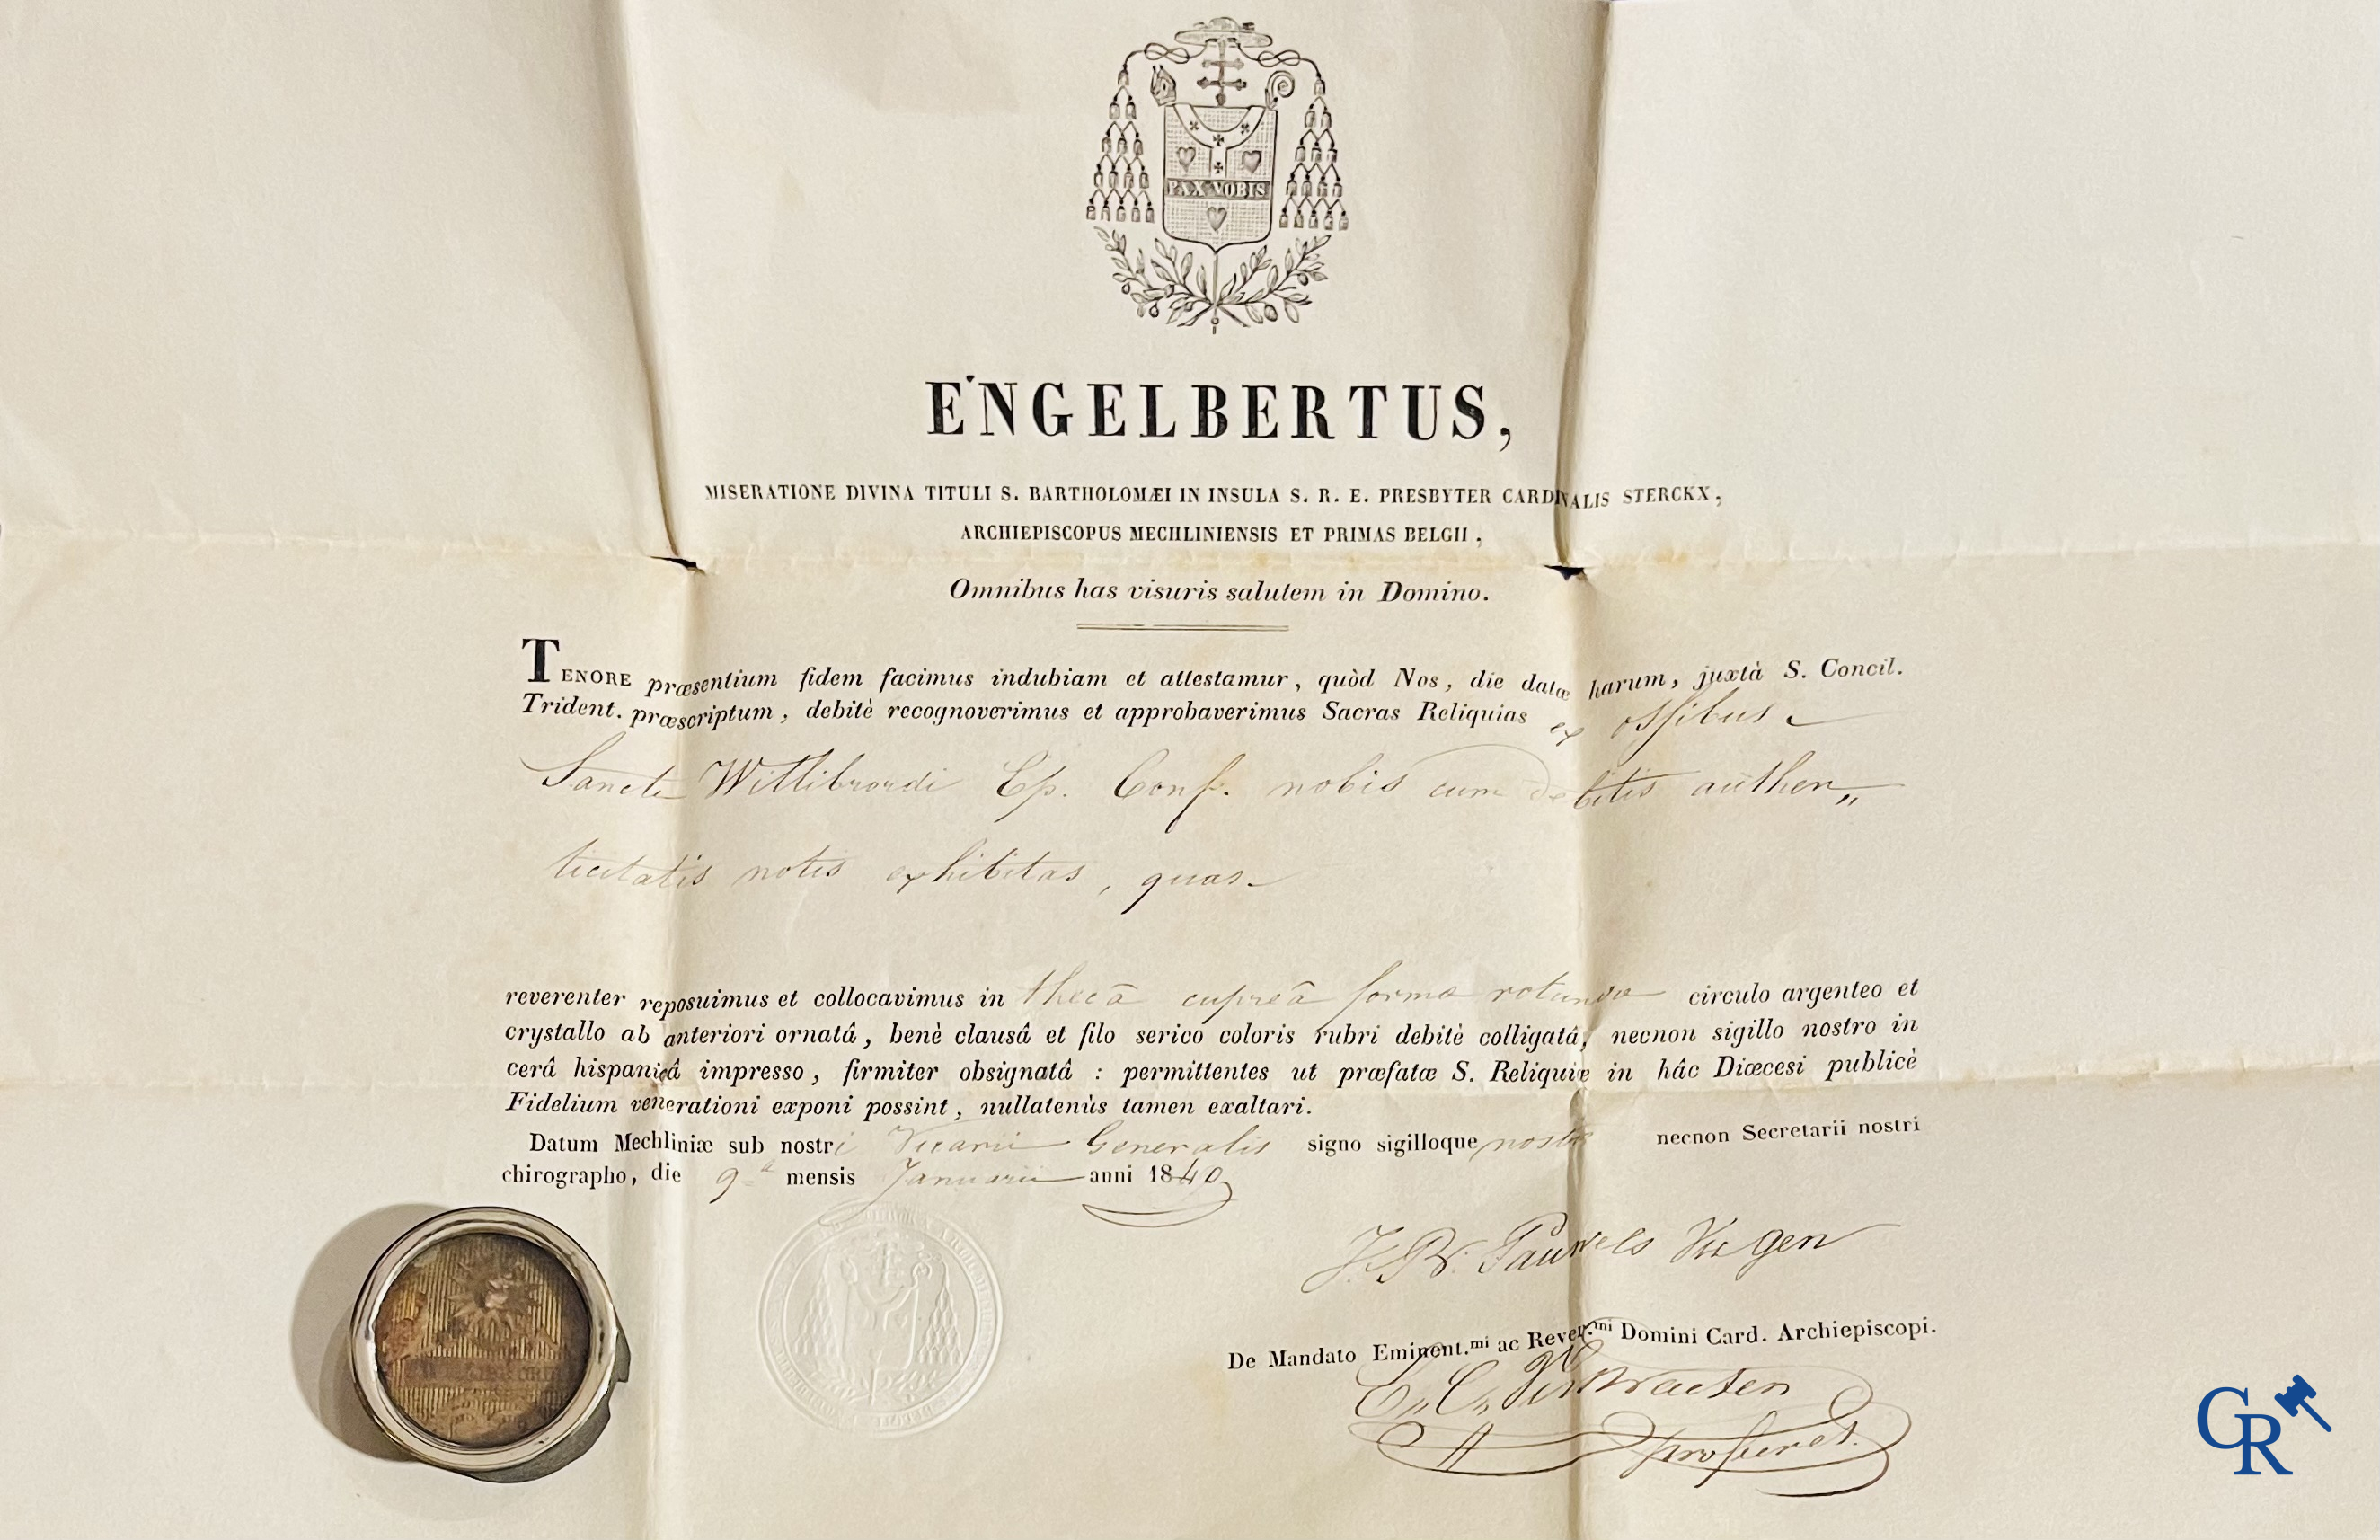 PAX VOBIS
ENGELBERTUS,
MISERATIONE DIVINA TITULI S. BARTHOLOMÆI IN INSULA S. R. E. PRESBYTER CARDINALIS STERCKX,
ARCHIEPISCOPUS MECHLINIENSIS ET PRIMAS BELGII,
Omnibus has visuris salutem in Domino.
TENORE præsentium fidem facimus indubiam et attestamur, quòd Nos, die datæ harum, juxtà S. Concil.
Trident. præscriptum, debitè recognoverimus et approbaverimus Sacras Reliquias ex ossibus
Sancti Willibrordi Ep. Conf. nobis cum debitis authen„
ticitatis notis exhibitas, quas
reverenter reposuimus et collocavimus in thecâ cupreâ forma rotunda circulo argenteo et
crystallo ab anteriori ornatâ, benè clausâ et filo serico coloris rubri debitè colligatâ, necnon sigillo nostro in
cerâ hispanicâ impresso, firmiter obsignatâ : permittentes ut præfatæ S. Reliquiæ in hâc Diœcesi publicè
Fidelium venerationi exponi possint, nullatenùs tamen exaltari.
Datum Mechliniæ sub nostri Vicarii Generalis signo sigilloque nostro necnon Secretarii nostri
chirographo, die 9a mensis Januarii anni 1840
J. B. Pauwels Vic gen
De Mandato Eminent.mi ac Rever.mi Domini Card. Archiepiscopi.
prosecret.
CR